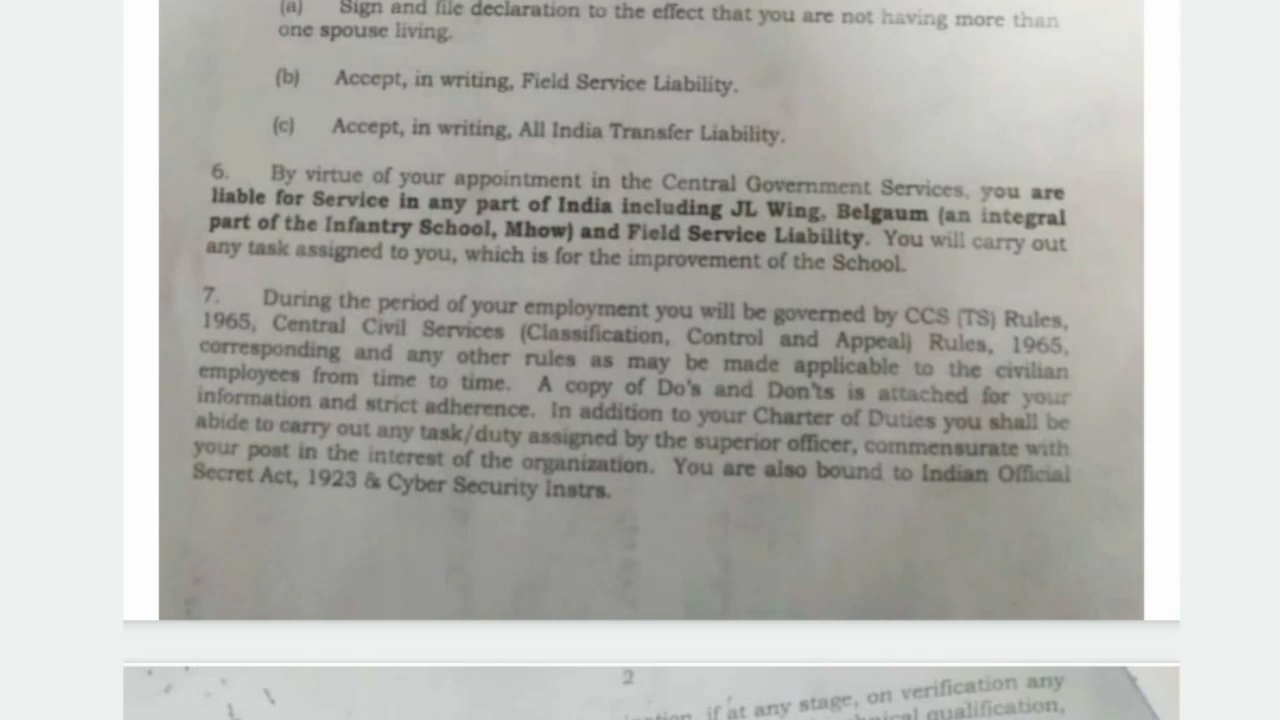 (a) Sign and file declaration to the effect that you are not having more than
one spouse living.
(b) Accept, in writing, Field Service Liability.
(c) Accept, in writing, All India Transfer Liability.
6. By virtue of your appointment in the Central Government Services, you are
liable for Service in any part of India including JL Wing, Belgaum (an integral
part of the Infantry School, Mhow) and Field Service Liability. You will carry out
any task assigned to you, which is for the improvement of the School.
7. During the period of your employment you will be governed by CCS (TS) Rules,
1965, Central Civil Services (Classification, Control and Appeal) Rules, 1965,
corresponding and any other rules as may be made applicable to the civilian
employees from time to time. A copy of Do's and Don'ts is attached for your
information and strict adherence. In addition to your Charter of Duties you shall be
abide to carry out any task/duty assigned by the superior officer, commensurate with
your post in the interest of the organization. You are also bound to Indian Official
Secret Act, 1923 & Cyber Security Instrs.
2
if at any stage, on verification any
qualification,